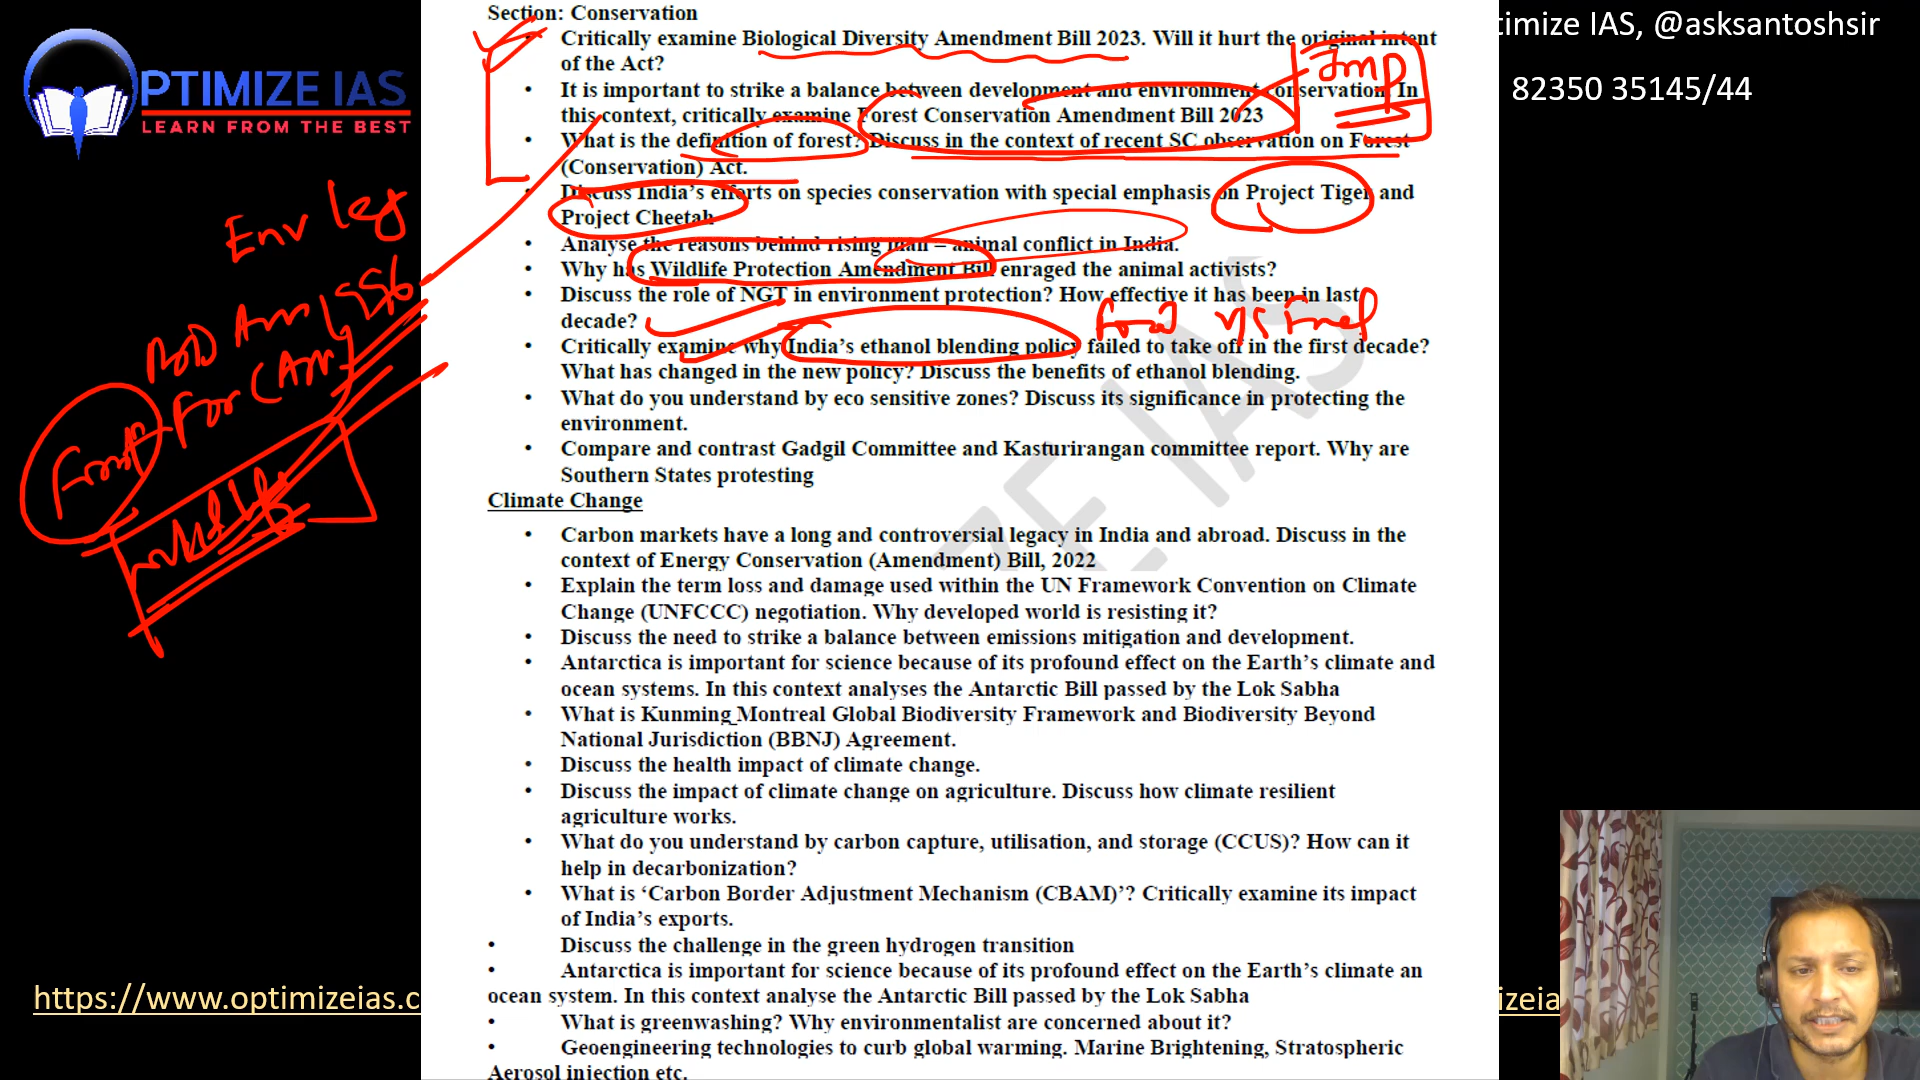 Section: Conservation
• Critically examine Biological Diversity Amendment Bill 2023. Will it hurt the original intent
of the Act?
• It is important to strike a balance between development and environment conservation. In
this context, critically examine Forest Conservation Amendment Bill 2023
• What is the definition of forest? Discuss in the context of recent SC observation on Forest
(Conservation) Act.
• Discuss India's efforts on species conservation with special emphasis on Project Tiger and
Project Cheetah
• Analyse the reasons behind rising man – animal conflict in India.
• Why has Wildlife Protection Amendment Bill enraged the animal activists?
• Discuss the role of NGT in environment protection? How effective it has been in last
decade?
• Critically examine why India's ethanol blending policy failed to take off in the first decade?
What has changed in the new policy? Discuss the benefits of ethanol blending.
• What do you understand by eco sensitive zones? Discuss its significance in protecting the
environment.
• Compare and contrast Gadgil Committee and Kasturirangan committee report. Why are
Southern States protesting
Climate Change
• Carbon markets have a long and controversial legacy in India and abroad. Discuss in the
context of Energy Conservation (Amendment) Bill, 2022
• Explain the term loss and damage used within the UN Framework Convention on Climate
Change (UNFCCC) negotiation. Why developed world is resisting it?
• Discuss the need to strike a balance between emissions mitigation and development.
• Antarctica is important for science because of its profound effect on the Earth's climate and
ocean systems. In this context analyses the Antarctic Bill passed by the Lok Sabha
• What is Kunming_Montreal Global Biodiversity Framework and Biodiversity Beyond
National Jurisdiction (BBNJ) Agreement.
• Discuss the health impact of climate change.
• Discuss the impact of climate change on agriculture. Discuss how climate resilient
agriculture works.
• What do you understand by carbon capture, utilisation, and storage (CCUS)? How can it
help in decarbonization?
• What is ‘Carbon Border Adjustment Mechanism (CBAM)’? Critically examine its impact
of India's exports.
• Discuss the challenge in the green hydrogen transition
• Antarctica is important for science because of its profound effect on the Earth's climate an
ocean system. In this context analyse the Antarctic Bill passed by the Lok Sabha
• What is greenwashing? Why environmentalist are concerned about it?
• Geoengineering technologies to curb global warming. Marine Brightening, Stratospheric
Aerosol injection etc.
PTIMIZE IAS
LEARN FROM THE BEST
timize IAS, @asksantoshsir
82350 35145/44
Imp
Env leg
https://www.optimizeias.c
izeia
ZE IAS